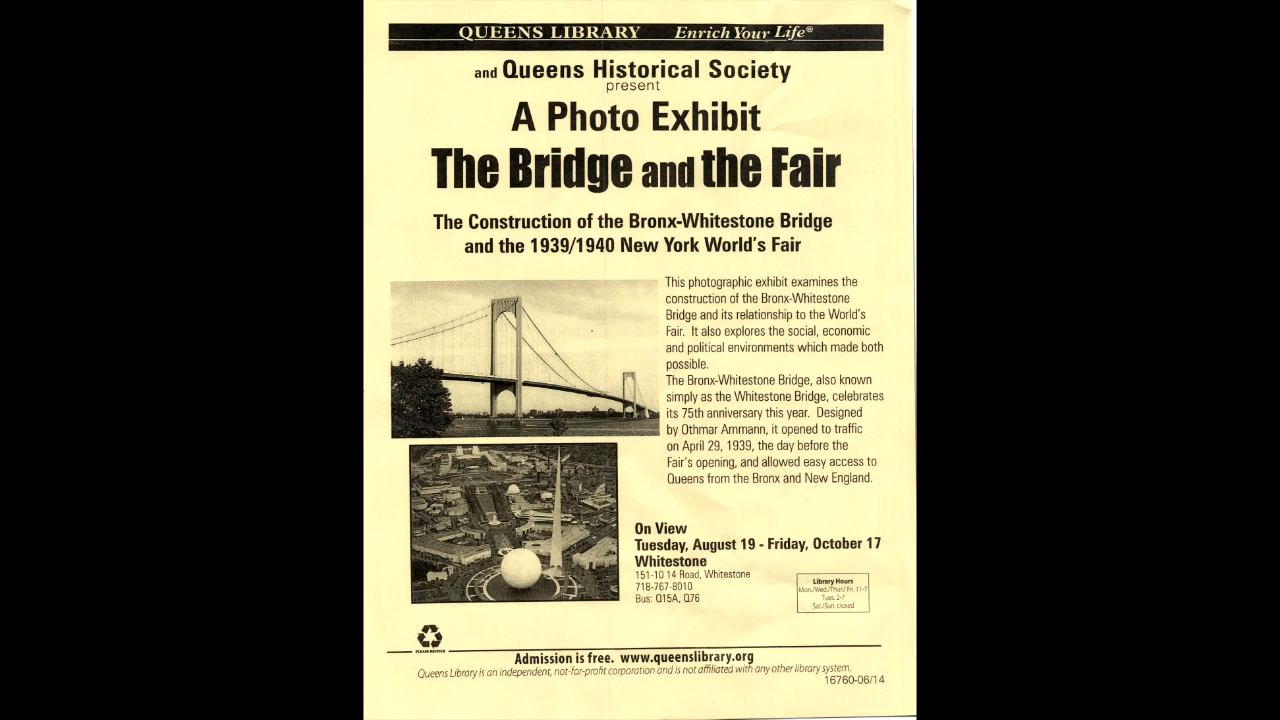 QUEENS LIBRARY Enrich Your Life®
and Queens Historical Society
present
A Photo Exhibit
The Bridge and the Fair
The Construction of the Bronx-Whitestone Bridge
and the 1939/1940 New York World's Fair
This photographic exhibit examines the
construction of the Bronx-Whitestone
Bridge and its relationship to the World's
Fair. It also explores the social, economic
and political environments which made both
possible.
The Bronx-Whitestone Bridge, also known
simply as the Whitestone Bridge, celebrates
its 75th anniversary this year. Designed
by Othmar Ammann, it opened to traffic
on April 29, 1939, the day before the
Fair's opening, and allowed easy access to
Queens from the Bronx and New England.
On View
Tuesday, August 19 - Friday, October 17
Whitestone
151-10 14 Road, Whitestone
718-767-8010
Bus: Q15A, Q76
Library Hours
Mon./Wed./Thur./ Fri. 11-7
Tues. 2-7
Sat./Sun. closed
PLEASE RECYCLE
Admission is free. www.queenslibrary.org
Queens Library is an independent, not-for-profit corporation and is not affiliated with any other library system.
16760-06/14